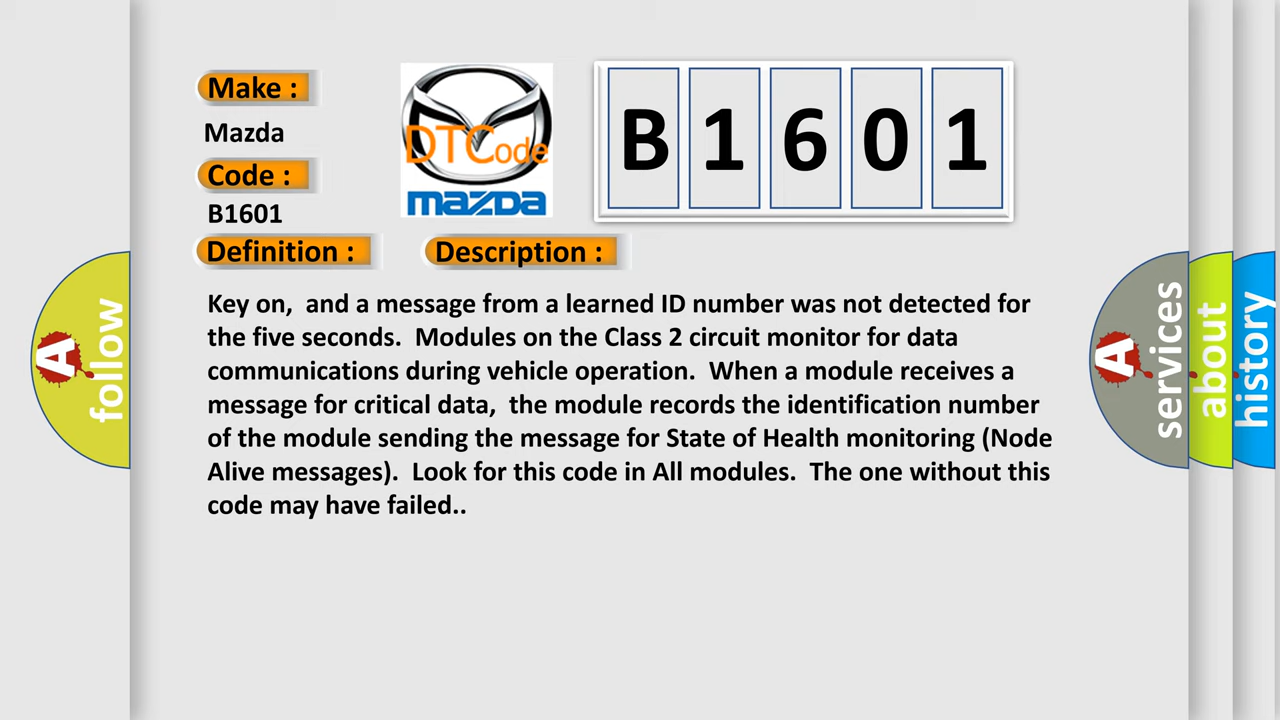 Make :
Mazda
Code :
B1601
Definition :
Description :
DTCode
mazda
B 1 6 0 1
Key on,  and a message from a learned ID number was not detected for
the five seconds  Modules on the Class 2 circuit monitor for data
communications during vehicle operation  When a module receives a
message for critical data,  the module records the identification number
of the module sending the message for State of Health monitoring (Node
Alive messages)  Look for this code in All modules  The one without this
code may have failed..
A
follow
A
services
about
history